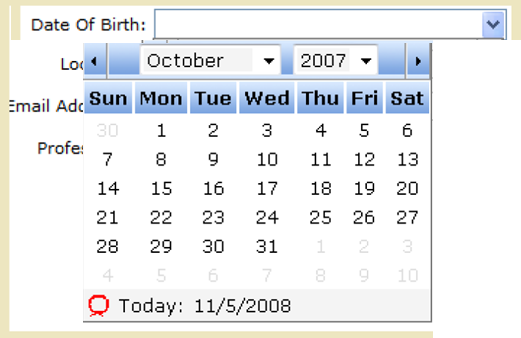 Date Of Birth:
Loc
October 2007
Email Add
Sun Mon Tue Wed Thu Fri Sat
30 1 2 3 4 5 6
Profes
7 8 9 10 11 12 13
14 15 16 17 18 19 20
21 22 23 24 25 26 27
28 29 30 31 1 2 3
4 5 6 7 8 9 10
Today: 11/5/2008